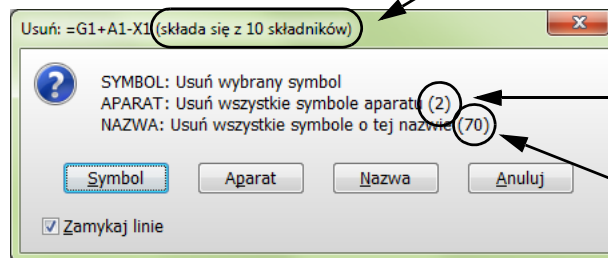 Usuń: =G1+A1-X1 (składa się z 10 składników)
SYMBOL: Usuń wybrany symbol
APARAT: Usuń wszystkie symbole aparatu (2)
NAZWA: Usuń wszystkie symbole o tej nazwie (70)
Symbol Aparat Nazwa Anuluj
Zamykaj linie